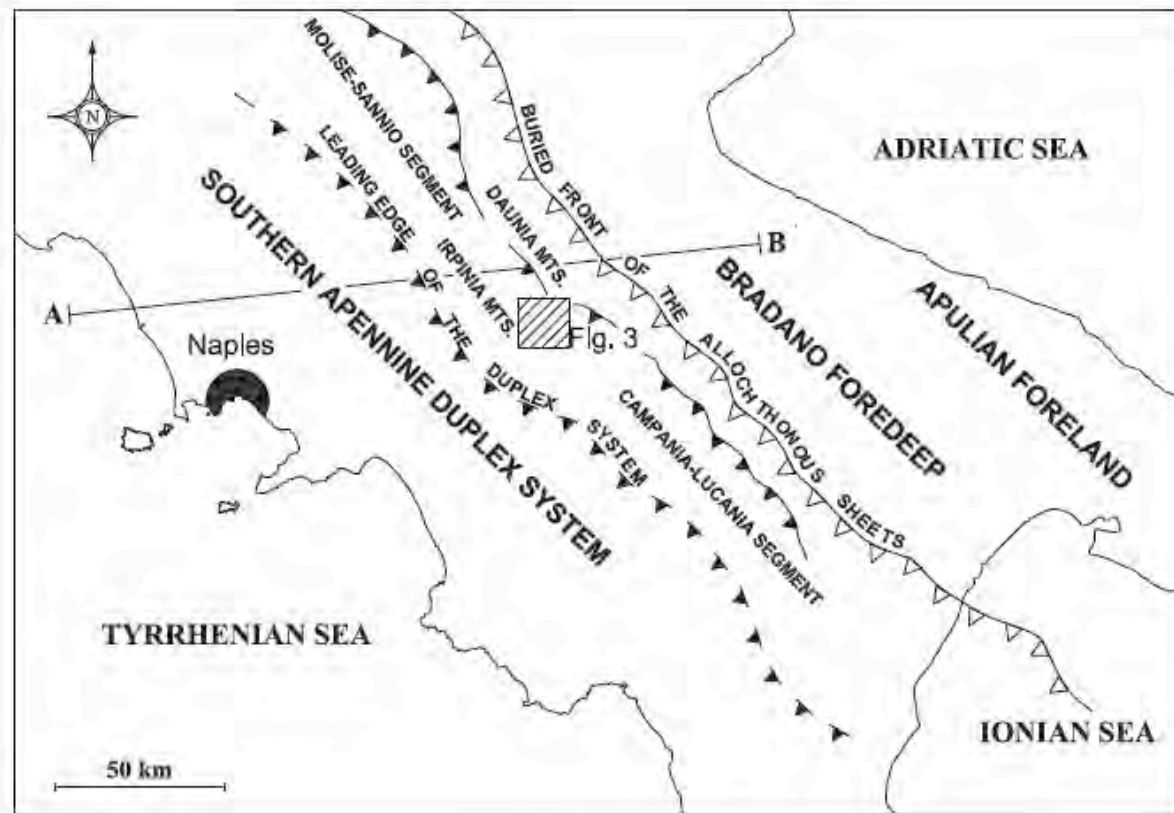 N
MOLISE-SANNIO SEGMENT
BURIED FRONT OF THE ALLOCHTHONOUS SHEETS
ADRIATIC SEA
LEADING EDGE OF THE DUPLEX SYSTEM
SOUTHERN APENNINE DUPLEX SYSTEM
IRPINIA MTS.
DAUNIA MTS.
B
A
BRADANO FOREDEEP
APULIAN FORELAND
Fig. 3
Naples
CAMPANIA-LUCANIA SEGMENT
TYRRHENIAN SEA
IONIAN SEA
50 km